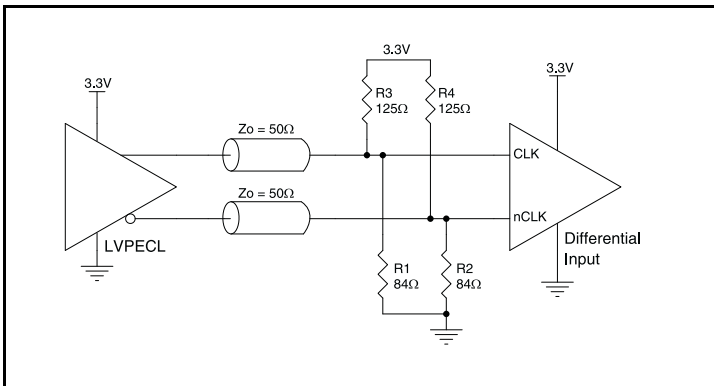 3.3V
3.3V
3.3V
R3
125Ω
R4
125Ω
Zo = 50Ω
CLK
Zo = 50Ω
nCLK
LVPECL
Differential
Input
R1
84Ω
R2
84Ω